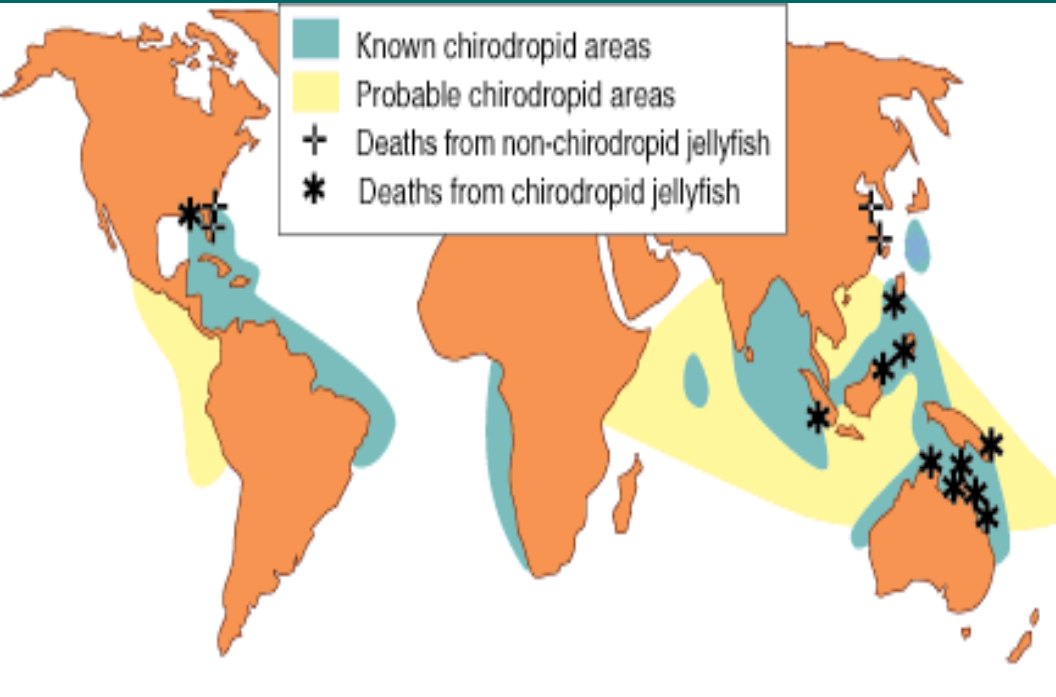 Known chirodropid areas
Probable chirodropid areas
Deaths from non-chirodropid jellyfish
Deaths from chirodropid jellyfish